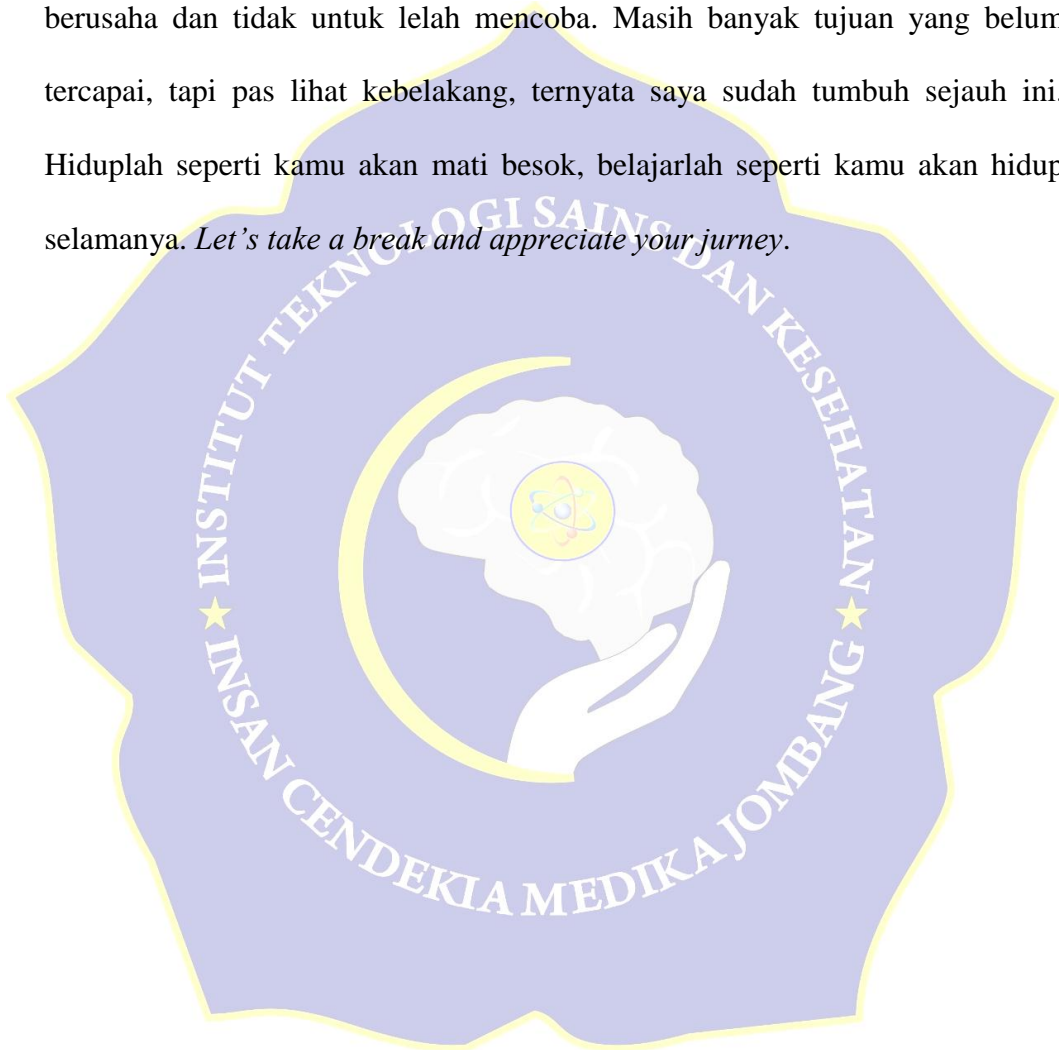 berusaha dan tidak untuk lelah mencoba. Masih banyak tujuan yang belum
tercapai, tapi pas lihat kebelakang, ternyata saya sudah tumbuh sejauh ini.
Hiduplah seperti kamu akan mati besok, belajarlah seperti kamu akan hidup
selamanya. Let’s take a break and appreciate your jurney.
INSTITUT TEKNOLOGI SAINS DAN KESEHATAN
INSAN CENDEKIA MEDIKA JOMBANG